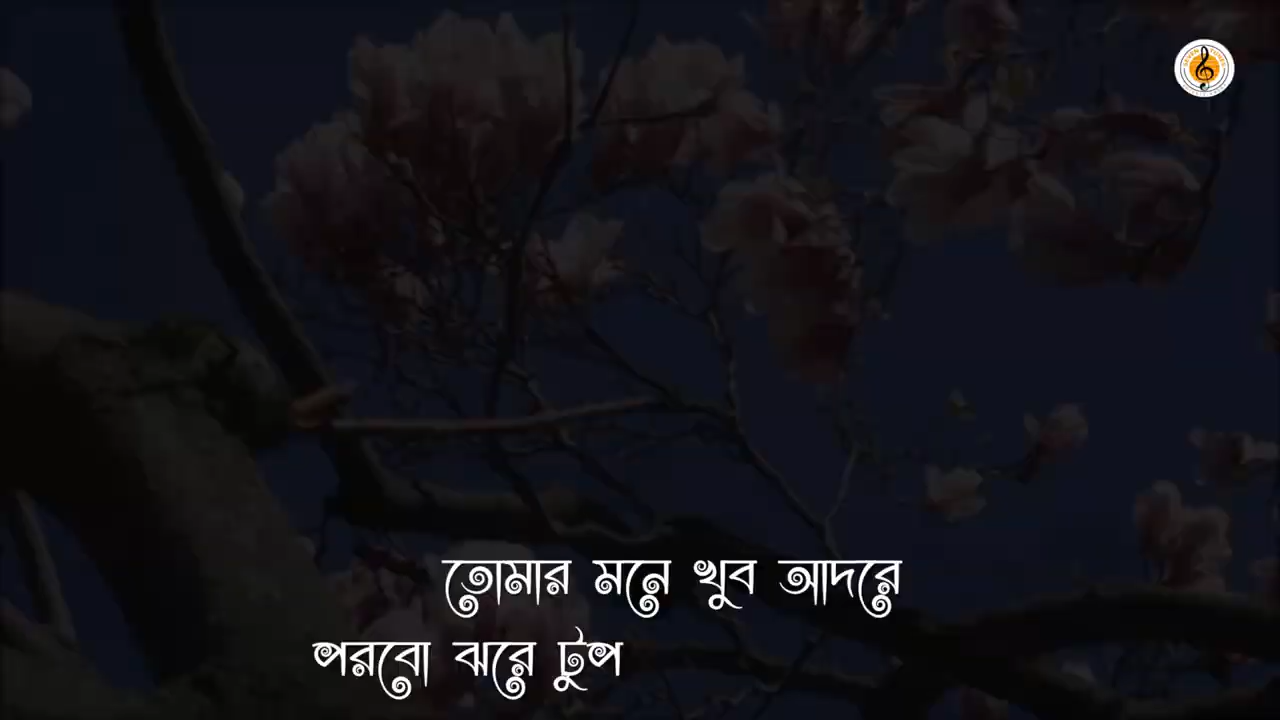 তোমার মনে খুব আদরে
পরবো ঝরে টুপ